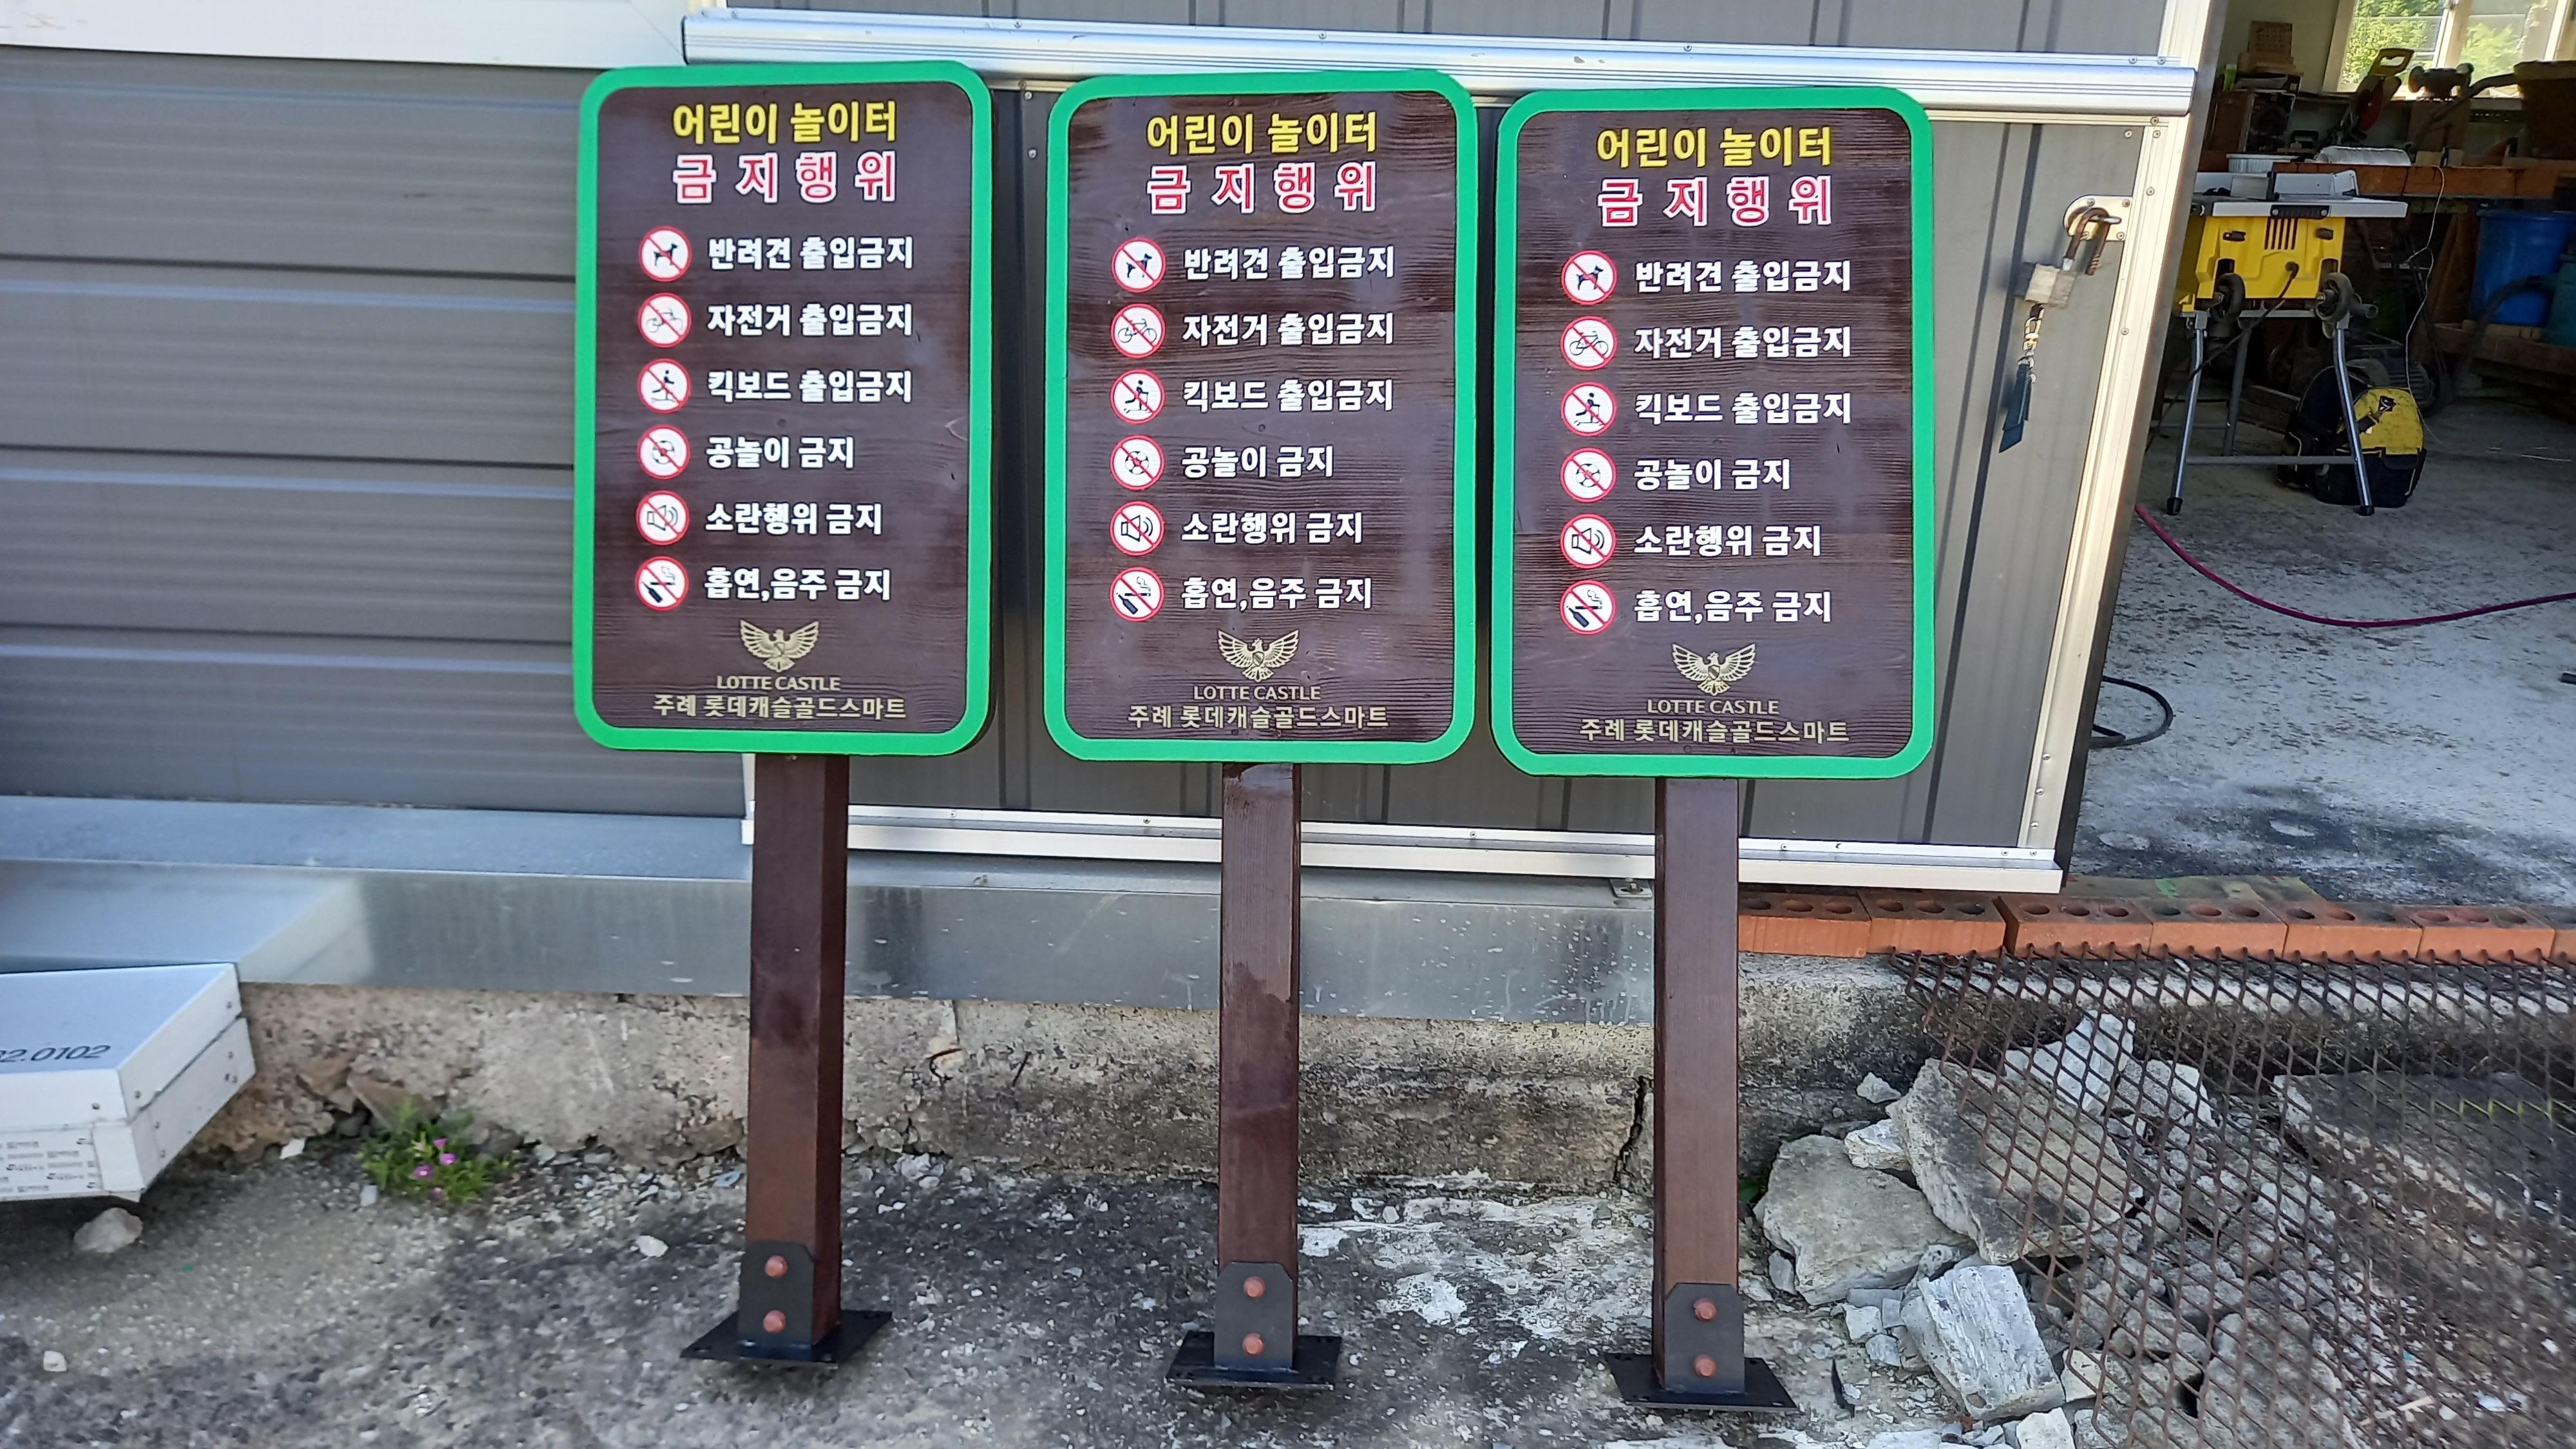 어린이 놀이터
금지행위
반려견 출입금지
자전거 출입금지
킥보드 출입금지
공놀이 금지
소란행위 금지
흡연,음주 금지
LOTTE CASTLE
주례 롯데캐슬골드스마트
어린이 놀이터
금지행위
반려견 출입금지
자전거 출입금지
킥보드 출입금지
공놀이 금지
소란행위 금지
흡연,음주 금지
LOTTE CASTLE
주례 롯데캐슬골드스마트
어린이 놀이터
금지행위
반려견 출입금지
자전거 출입금지
킥보드 출입금지
공놀이 금지
소란행위 금지
흡연,음주 금지
LOTTE CASTLE
주례 롯데캐슬골드스마트
2.0102